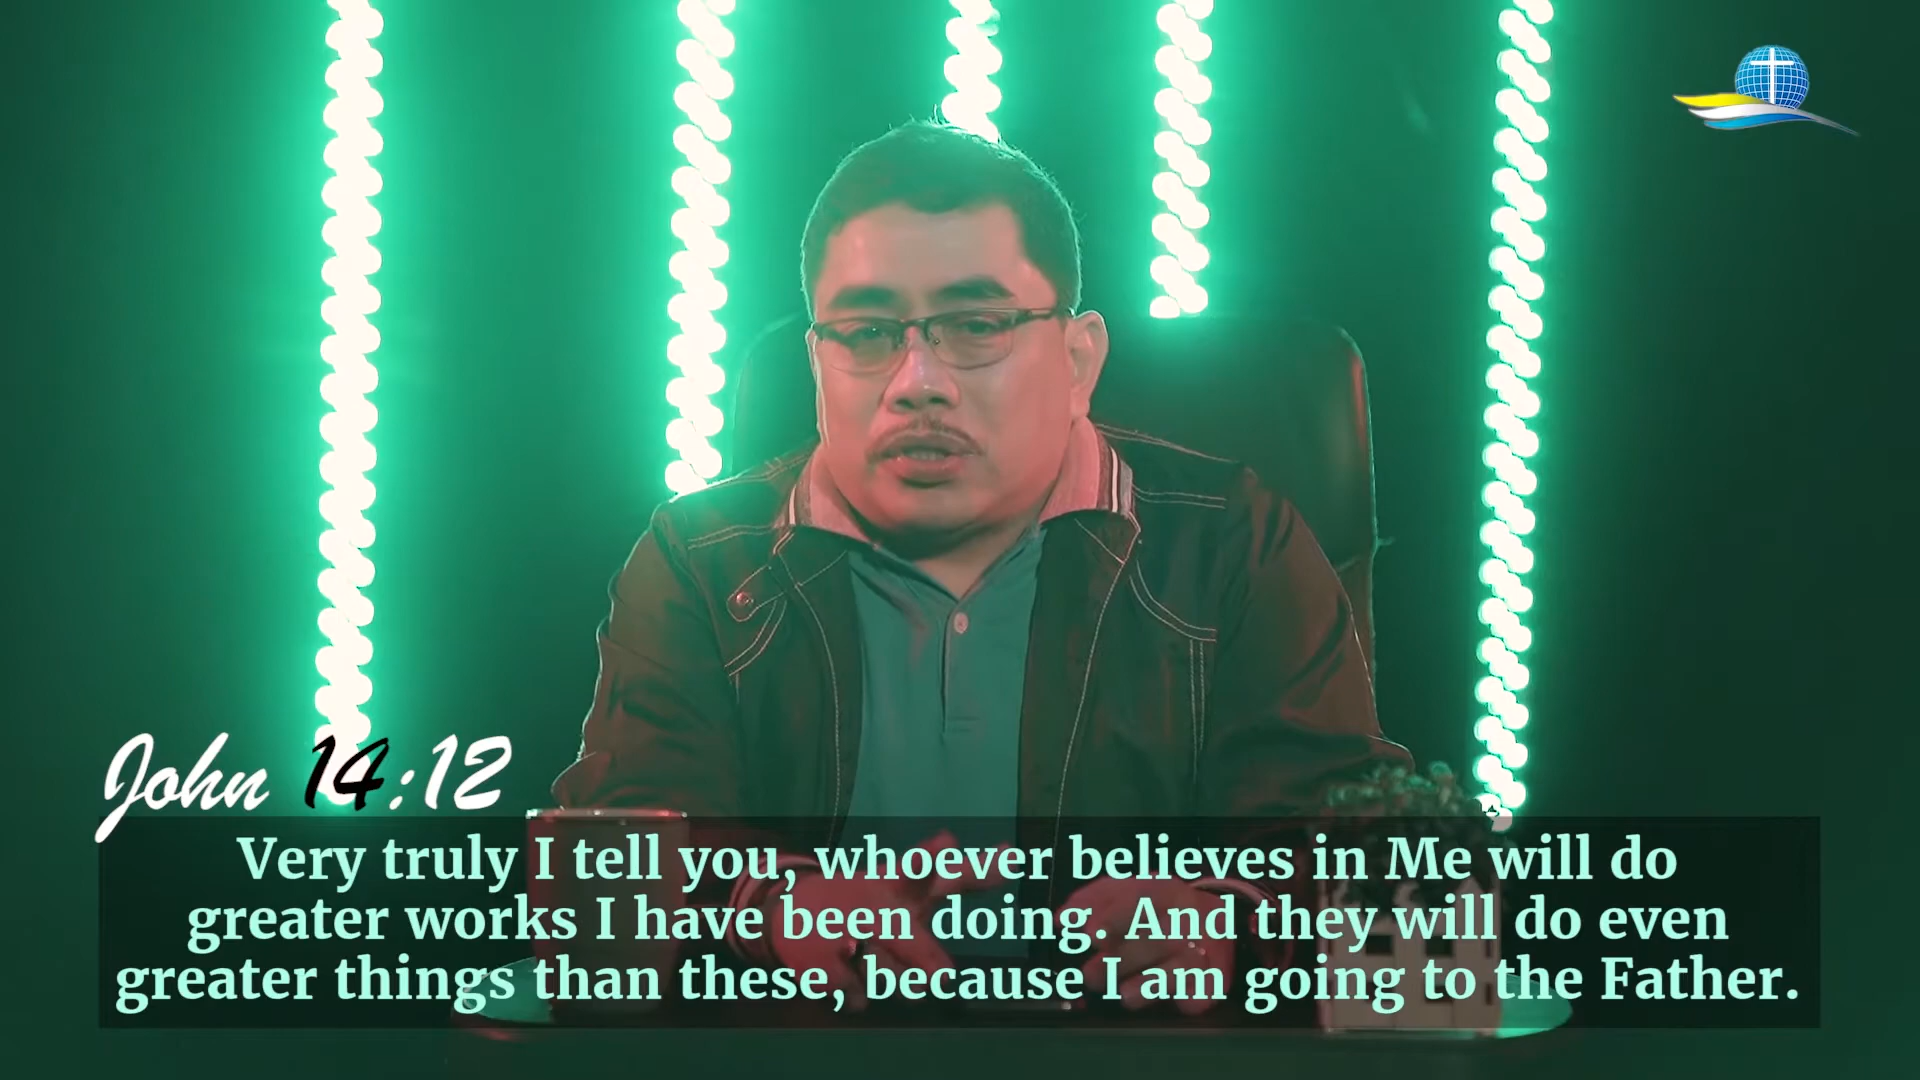 John 14:12
Very truly I tell you, whoever believes in Me will do
greater works I have been doing. And they will do even
greater things than these, because I am going to the Father.